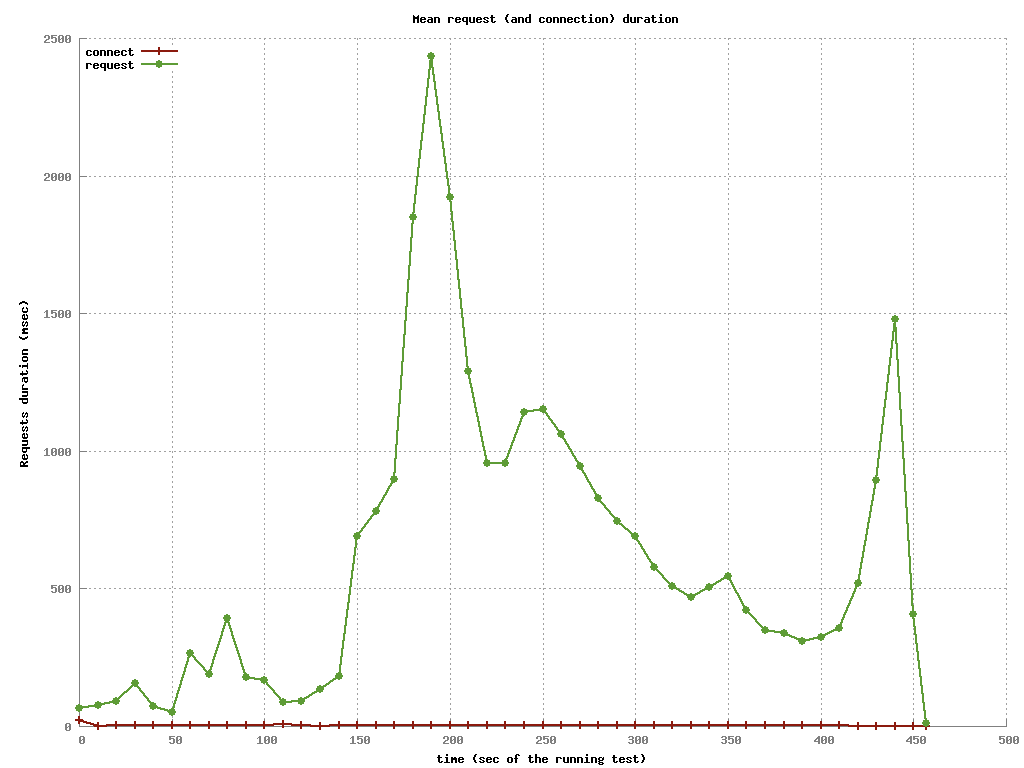 Mean request (and connection) duration
2500
connect
request
2000
1500
Requests duration (msec)
1000
500
0
0 50 100 150 200 250 300 350 400 450 500
time (sec of the running test)